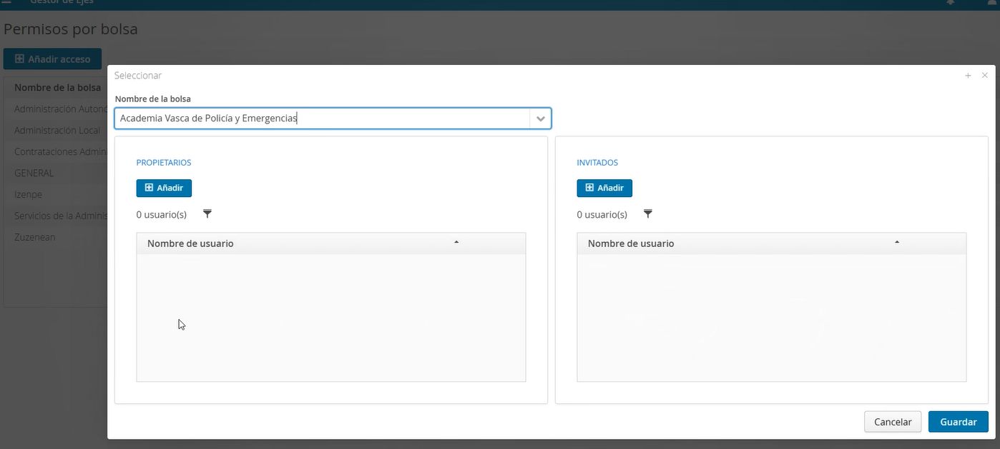 Gestor de Ejes
Permisos por bolsa
Añadir acceso
Seleccionar
Nombre de la bolsa
Nombre de la bolsa
Administración Autonó
Academia Vasca de Policía y Emergencias
Administración Local
Contrataciones Admini
PROPIETARIOS
INVITADOS
GENERAL
Añadir
Añadir
Izenpe
Servicios de la Adminis
0 usuario(s)
0 usuario(s)
Zuzenean
Nombre de usuario
Nombre de usuario
Cancelar
Guardar